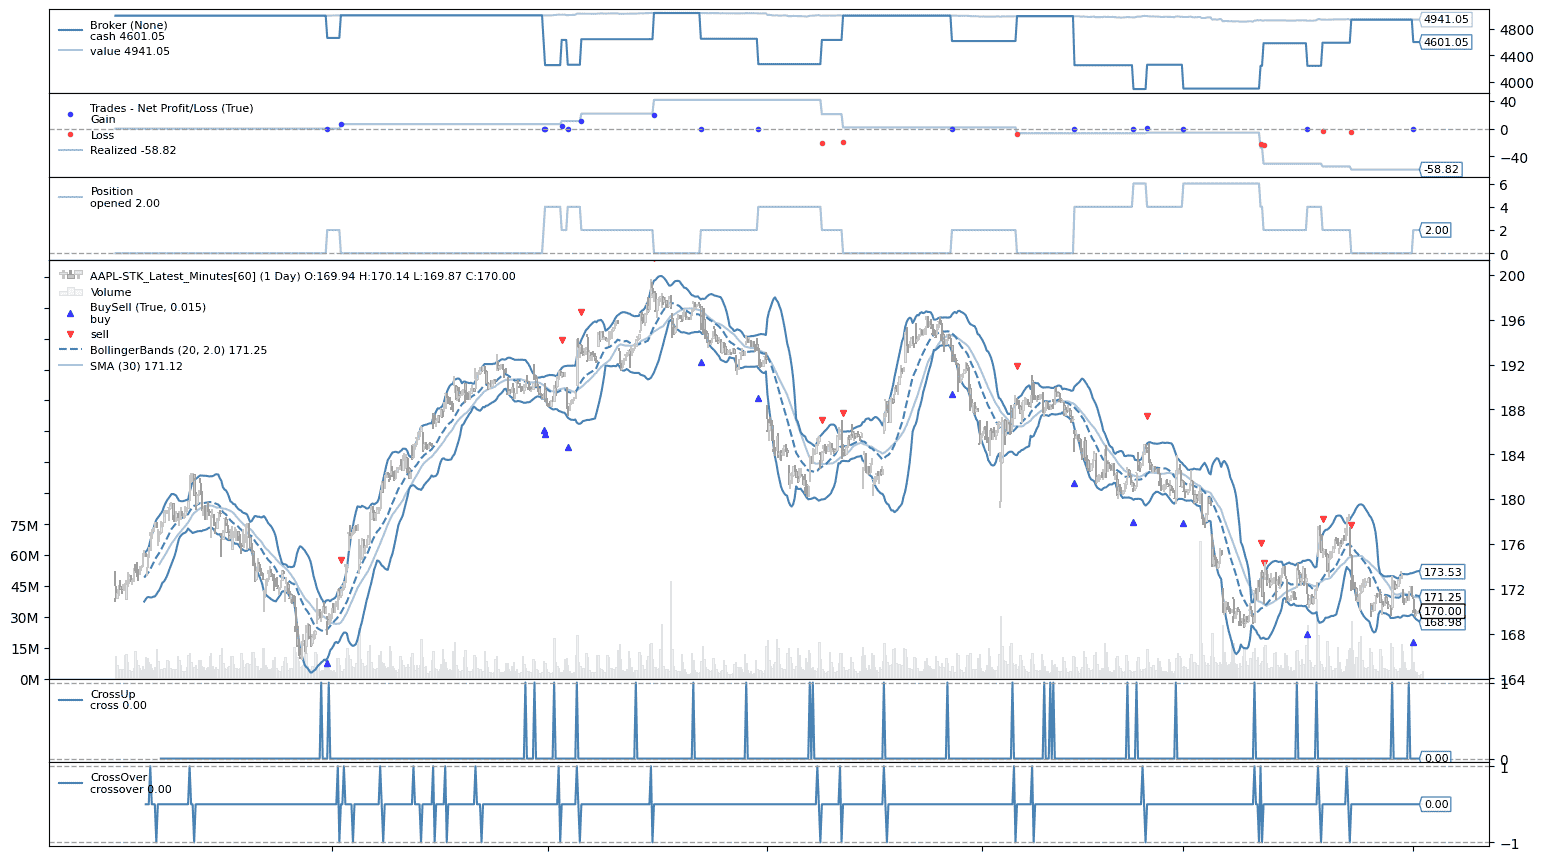 Broker (None)
cash 4601.05
value 4941.05
4941.05
4601.05
4800
4400
4000
Trades - Net Profit/Loss (True)
Gain
Loss
Realized -58.82
40
0
−40
-58.82
Position
opened 2.00
6
4
2
0
2.00
AAPL-STK_Latest_Minutes[60] (1 Day) O:169.94 H:170.14 L:169.87 C:170.00
Volume
BuySell (True, 0.015)
buy
sell
BollingerBands (20, 2.0) 171.25
SMA (30) 171.12
75M
60M
45M
30M
15M
0M
200
196
192
188
184
180
176
172
168
164
173.53
171.25
170.00
168.98
CrossUp
cross 0.00
1
0
0.00
CrossOver
crossover 0.00
1
0.00
−1